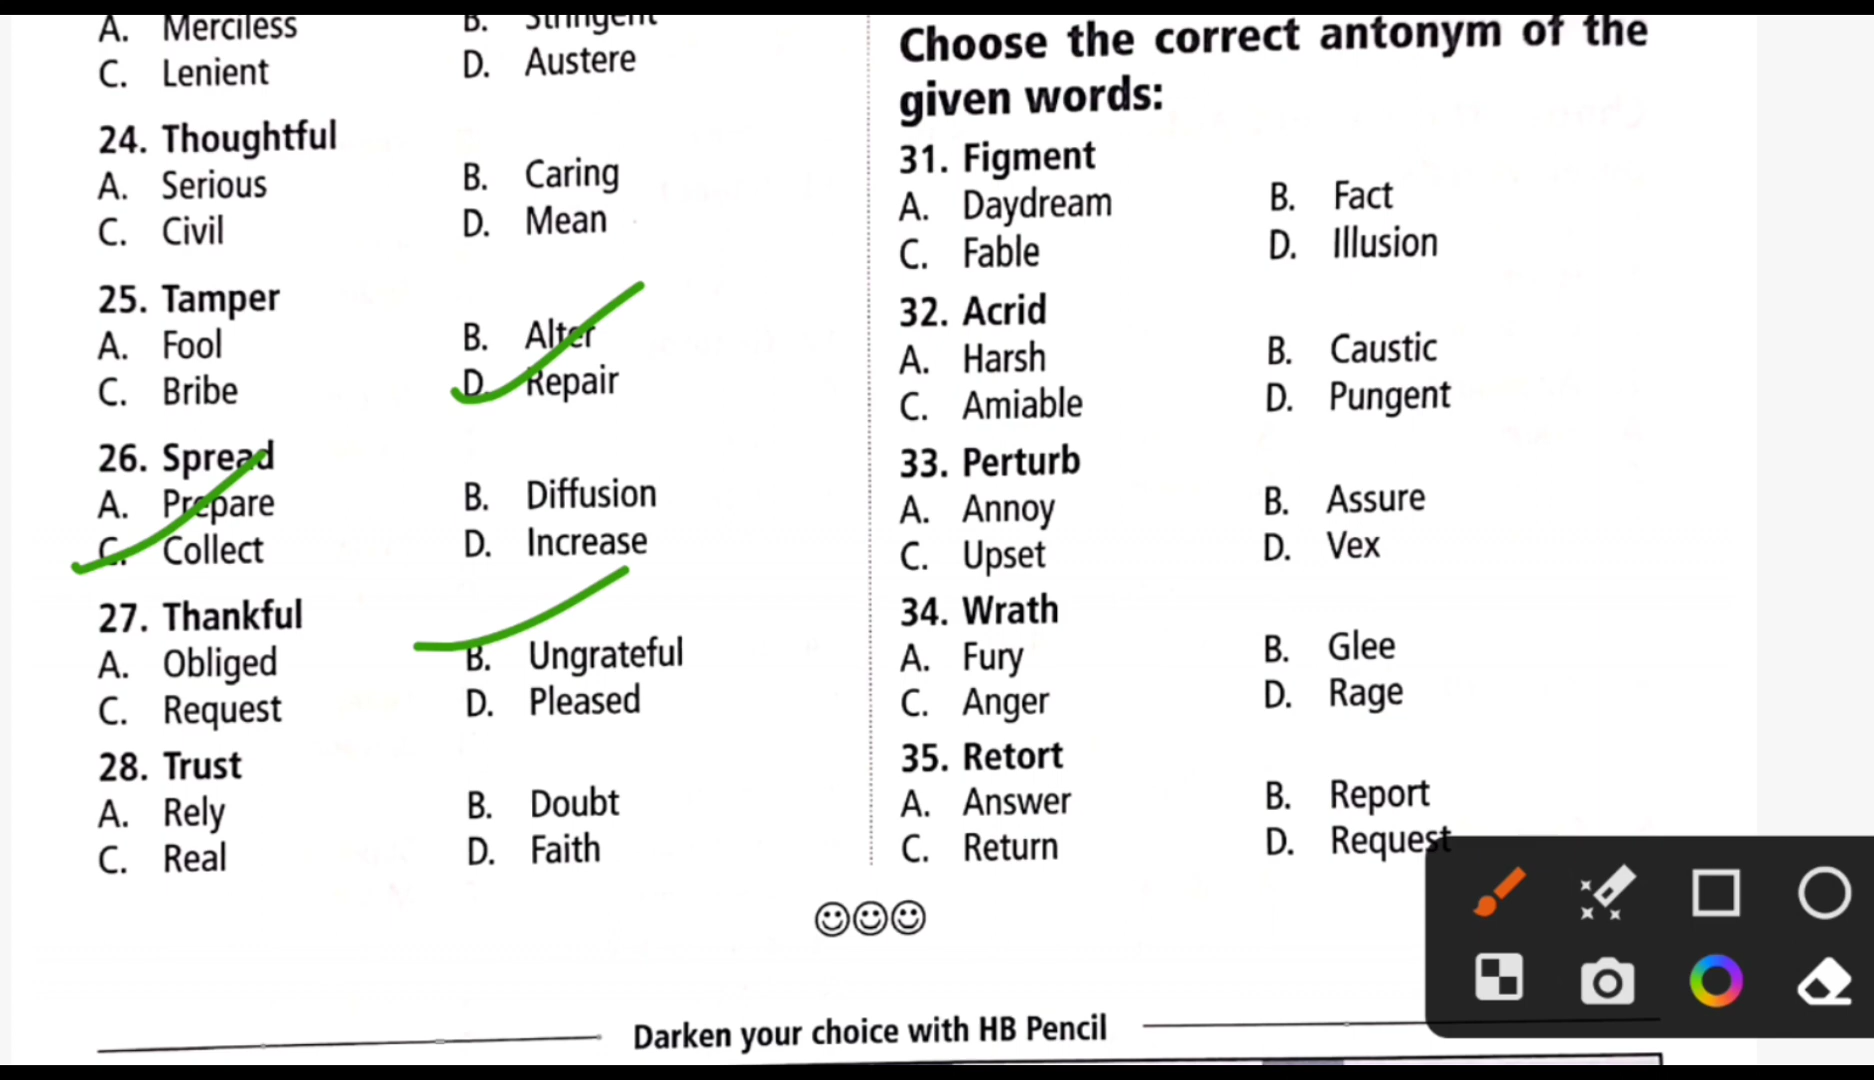 A. Merciless B. Stringent
C. Lenient D. Austere
24. Thoughtful
A. Serious B. Caring
C. Civil D. Mean
25. Tamper
A. Fool B. Alter
C. Bribe D. Repair
26. Spread
A. Prepare B. Diffusion
C. Collect D. Increase
27. Thankful
A. Obliged B. Ungrateful
C. Request D. Pleased
28. Trust
A. Rely B. Doubt
C. Real D. Faith
Choose the correct antonym of the
given words:
31. Figment
A. Daydream B. Fact
C. Fable D. Illusion
32. Acrid
A. Harsh B. Caustic
C. Amiable D. Pungent
33. Perturb
A. Annoy B. Assure
C. Upset D. Vex
34. Wrath
A. Fury B. Glee
C. Anger D. Rage
35. Retort
A. Answer B. Report
C. Return D. Request
Darken your choice with HB Pencil